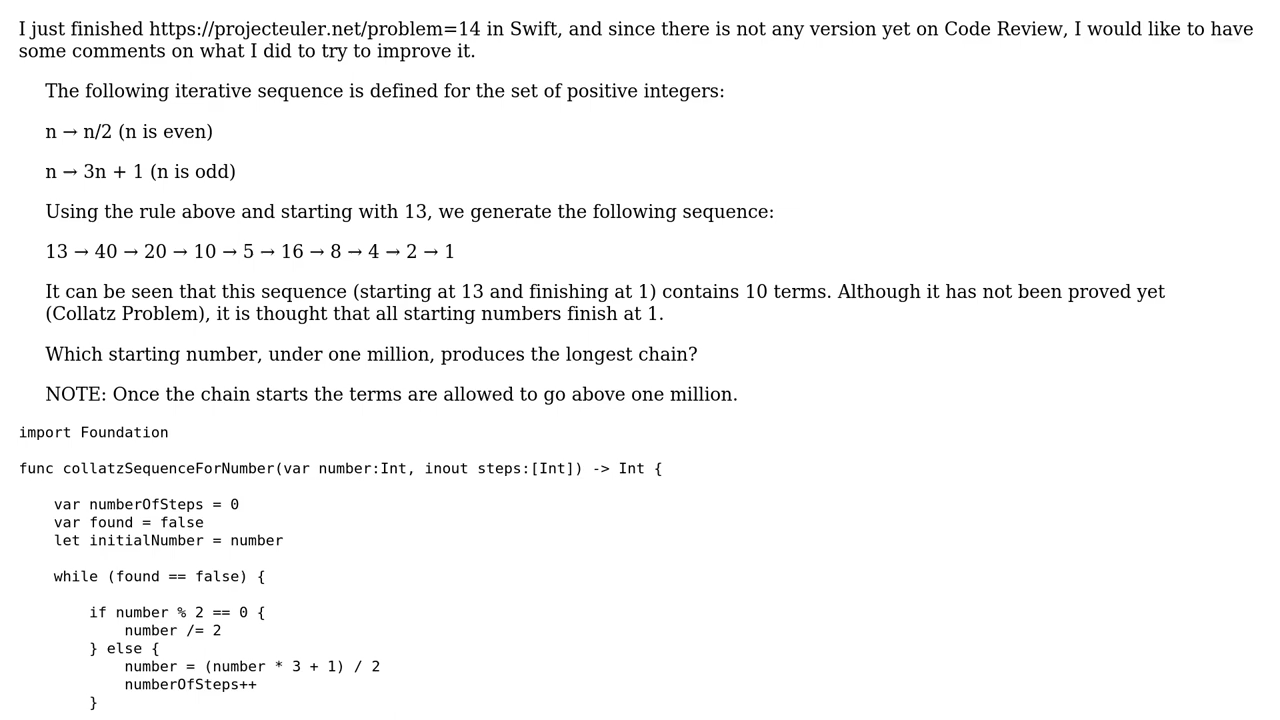 I just finished https://projecteuler.net/problem=14 in Swift, and since there is not any version yet on Code Review, I would like to have
some comments on what I did to try to improve it.
The following iterative sequence is defined for the set of positive integers:
n → n/2 (n is even)
n → 3n + 1 (n is odd)
Using the rule above and starting with 13, we generate the following sequence:
13 → 40 → 20 → 10 → 5 → 16 → 8 → 4 → 2 → 1
It can be seen that this sequence (starting at 13 and finishing at 1) contains 10 terms. Although it has not been proved yet
(Collatz Problem), it is thought that all starting numbers finish at 1.
Which starting number, under one million, produces the longest chain?
NOTE: Once the chain starts the terms are allowed to go above one million.
import Foundation
func collatzSequenceForNumber(var number:Int, inout steps:[Int]) -> Int {
    var numberOfSteps = 0
    var found = false
    let initialNumber = number
    while (found == false) {
        if number % 2 == 0 {
            number /= 2
        } else {
            number = (number * 3 + 1) / 2
            numberOfSteps++
        }